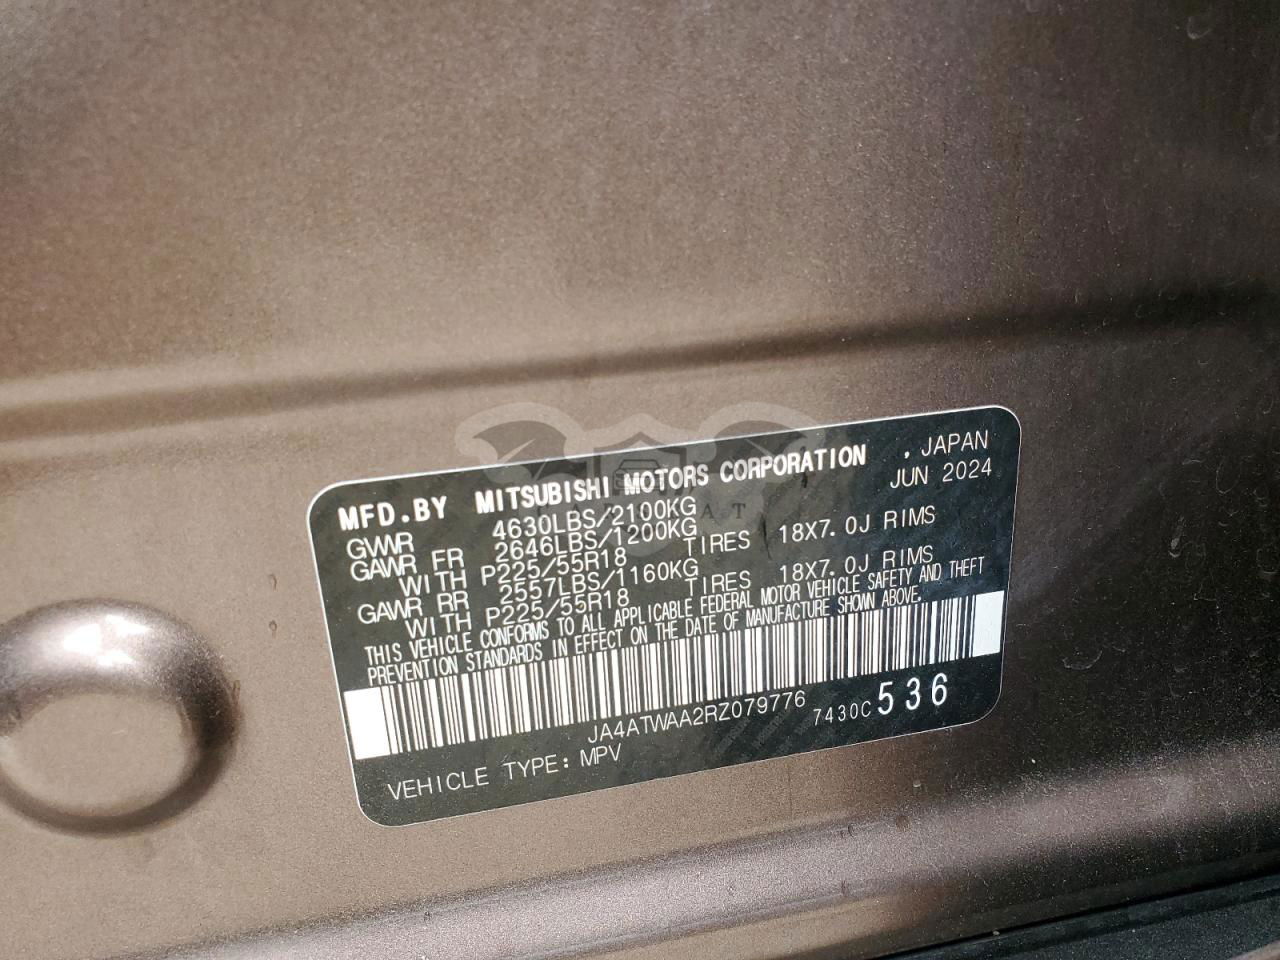 MFD.BY MITSUBISHI MOTORS CORPORATION . JAPAN
GVWR 4630LBS/2100KG JUN 2024
GAWR FR 2646LBS/1200KG
WITH P225/55R18 TIRES 18X7.0J RIMS
GAWR RR 2557LBS/1160KG
WITH P225/55R18 TIRES 18X7.0J RIMS
THIS VEHICLE CONFORMS TO ALL APPLICABLE FEDERAL MOTOR VEHICLE SAFETY AND THEFT
PREVENTION STANDARDS IN EFFECT ON THE DATE OF MANUFACTURE SHOWN ABOVE.
JA4ATWAA2RZ079776 7430C 536
VEHICLE TYPE: MPV